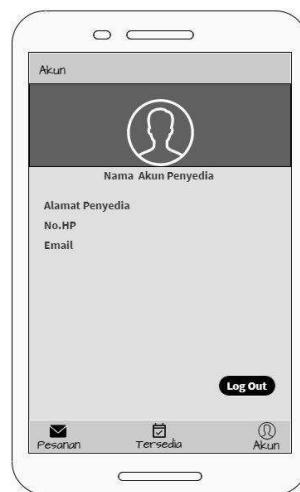 Akun
Nama Akun Penyedia
Alamat Penyedia
No.HP
Email
Log Out
Pesanan Tersedia Akun